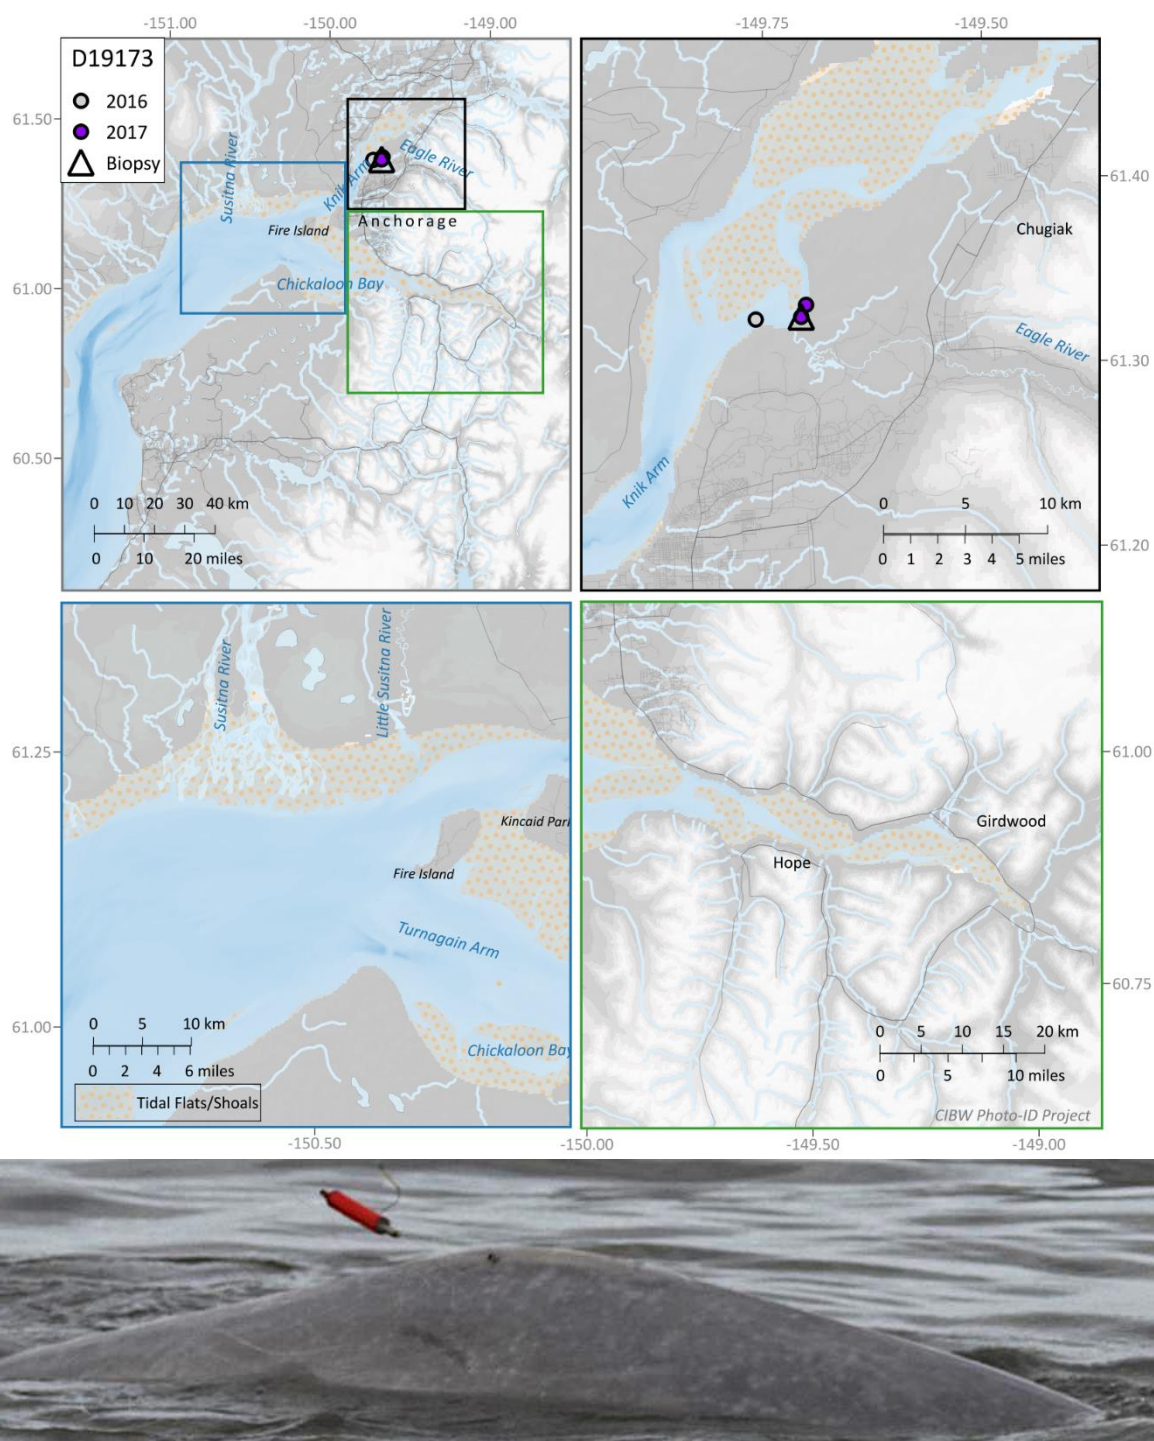 -151.00
-150.00
-149.00
-149.75
-149.50
D19173
2016
2017
Biopsy
61.50
61.00
60.50
Susitna River
Knik Arm
Eagle River
Anchorage
Fire Island
Chickaloon Bay
0 10 20 30 40 km
0 10 20 miles
61.40
61.30
61.20
Chugiak
Eagle River
Knik Arm
0 5 10 km
0 1 2 3 4 5 miles
61.25
61.00
Susitna River
Little Susitna River
Kincaid Par
Fire Island
Turnagain Arm
Chickaloon Bay
0 5 10 km
0 2 4 6 miles
Tidal Flats/Shoals
-150.50
61.00
60.75
Girdwood
Hope
0 5 10 15 20 km
0 5 10 miles
CIBW Photo-ID Project
-150.00
-149.50
-149.00